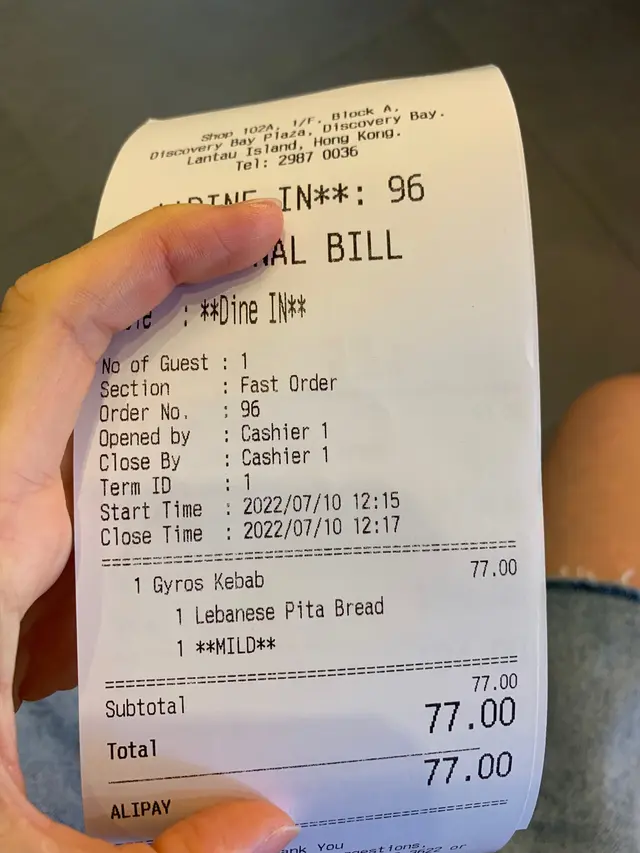 Shop 102A, 1/F, Block A,
Discovery Bay Plaza, Discovery Bay.
Lantau Island, Hong Kong.
Tel: 2987 0036
IN**: 96
BILL
: **Dine IN**
No of Guest : 1
Section : Fast Order
Order No. : 96
Opened by : Cashier 1
Close By : Cashier 1
Term ID : 1
Start Time : 2022/07/10 12:15
Close Time : 2022/07/10 12:17
1 Gyros Kebab 77.00
1 Lebanese Pita Bread
1 **MILD**
Subtotal 77.00
Total 77.00
ALIPAY 77.00
You
2022 or